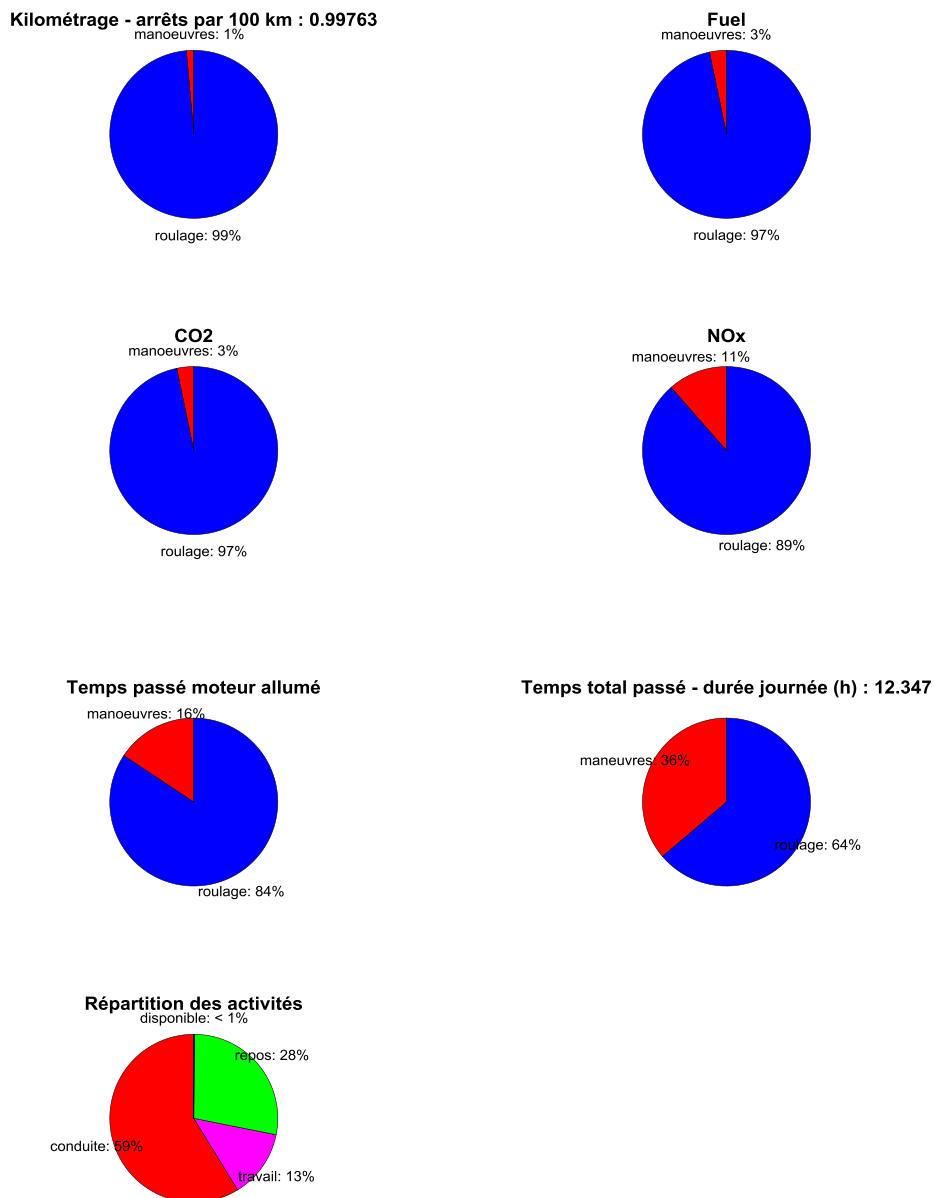 Kilométrage - arrêts par 100 km : 0.99763
manoeuvres: 1%
roulage: 99%
Fuel
manoeuvres: 3%
roulage: 97%
CO2
manoeuvres: 3%
roulage: 97%
NOx
manoeuvres: 11%
roulage: 89%
Temps passé moteur allumé
manoeuvres: 16%
roulage: 84%
Temps total passé - durée journée (h) : 12.347
maneuvres: 36%
roulage: 64%
Répartition des activités
disponible: < 1%
repos: 28%
conduite: 59%
travail: 13%